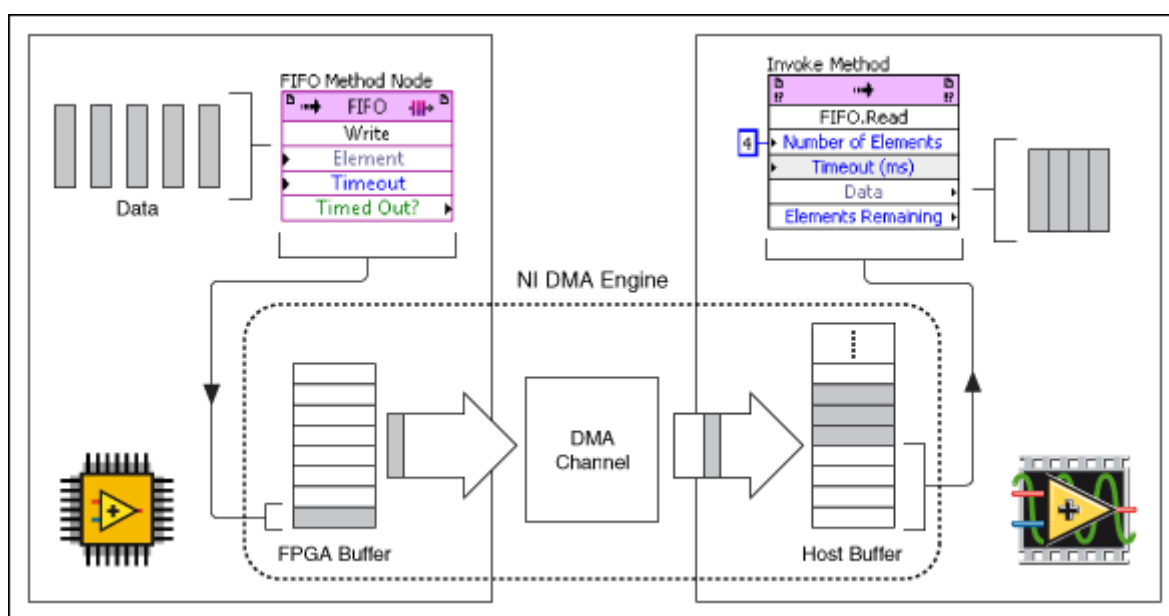 FIFO Method Node
FIFO
Write
Element
Timeout
Timed Out?
Data
Invoke Method
FIFO.Read
4
Number of Elements
Timeout (ms)
Data
Elements Remaining
NI DMA Engine
DMA
Channel
FPGA Buffer
Host Buffer